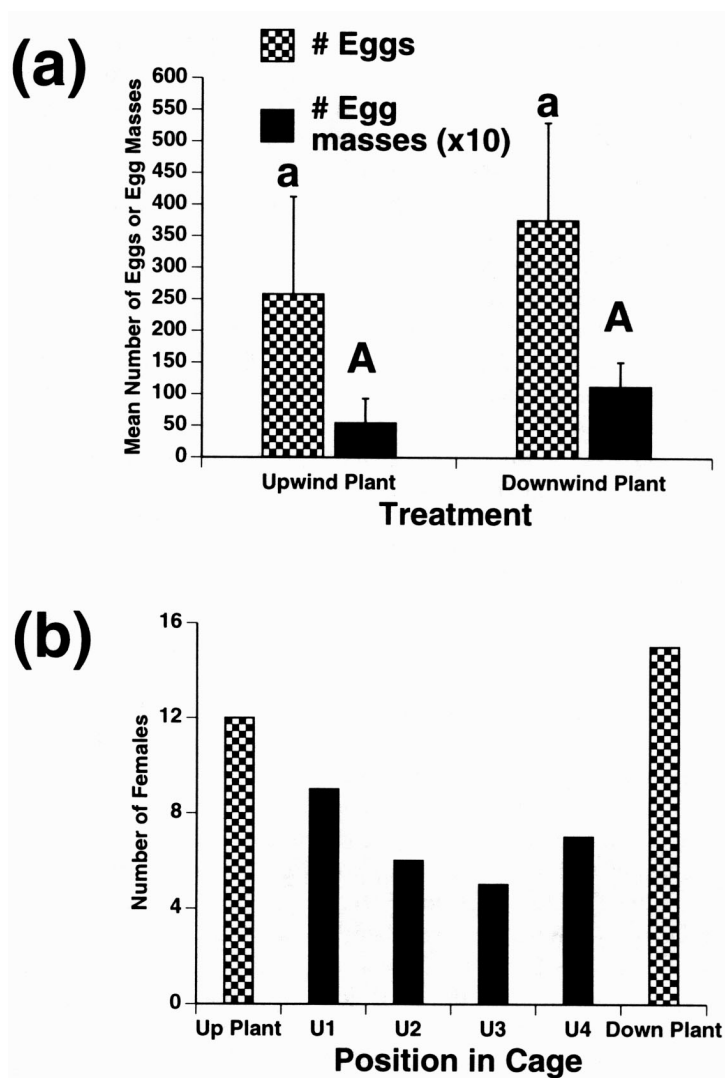 (a)
# Eggs
# Egg
masses (x10)
Mean Number of Eggs or Egg Masses
600
550
500
450
400
350
300
250
200
150
100
50
0
a
A
a
A
Upwind Plant
Downwind Plant
Treatment
(b)
Number of Females
16
12
8
4
0
Up Plant
U1
U2
U3
U4
Down Plant
Position in Cage